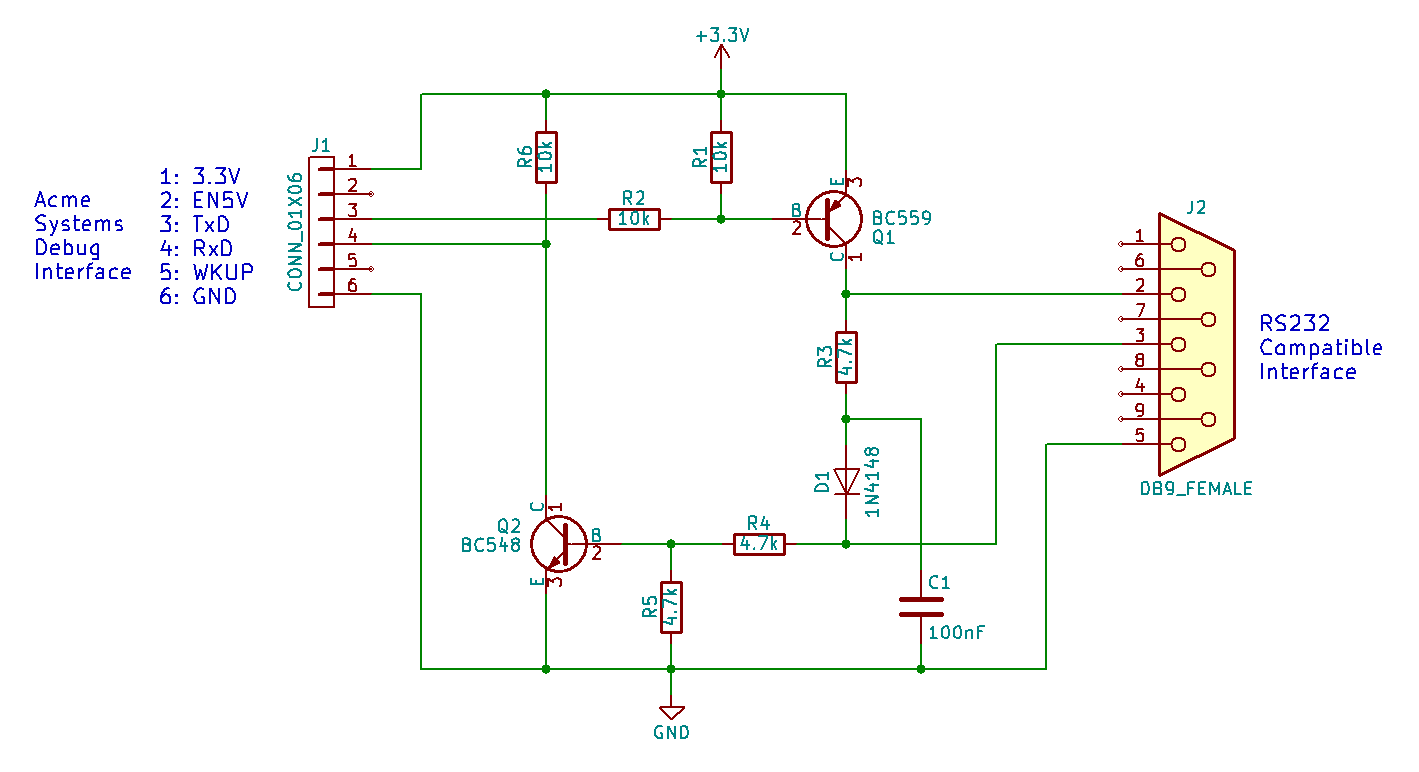 +3.3V
J1
CONN_01X06
1
2
3
4
5
6
Acme
Systems
Debug
Interface
1: 3.3V
2: EN5V
3: TxD
4: RxD
5: WKUP
6: GND
R6
10k
R1
10k
R2
10k
E
3
B
2
C
1
BC559
Q1
R3
4.7k
D1
1N4148
Q2
BC548
C
1
B
2
E
3
R4
4.7k
R5
4.7k
C1
100nF
GND
J2
1
6
2
7
3
8
4
9
5
DB9_FEMALE
RS232
Compatible
Interface